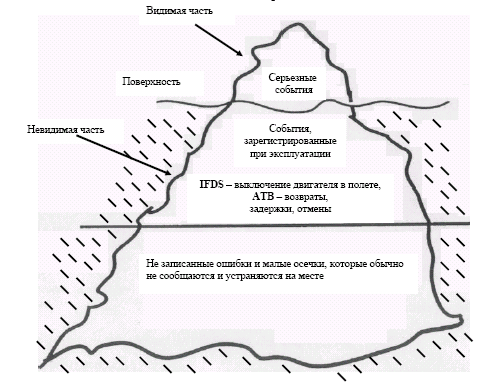 Видимая часть
Поверхность
Серьезные
события
Невидимая часть
События,
зарегистрированные
при эксплуатации
IFDS – выключение двигателя в полете,
ATB – возвраты,
задержки, отмены
Не записанные ошибки и малые осечки, которые обычно
не сообщаются и устраняются на месте